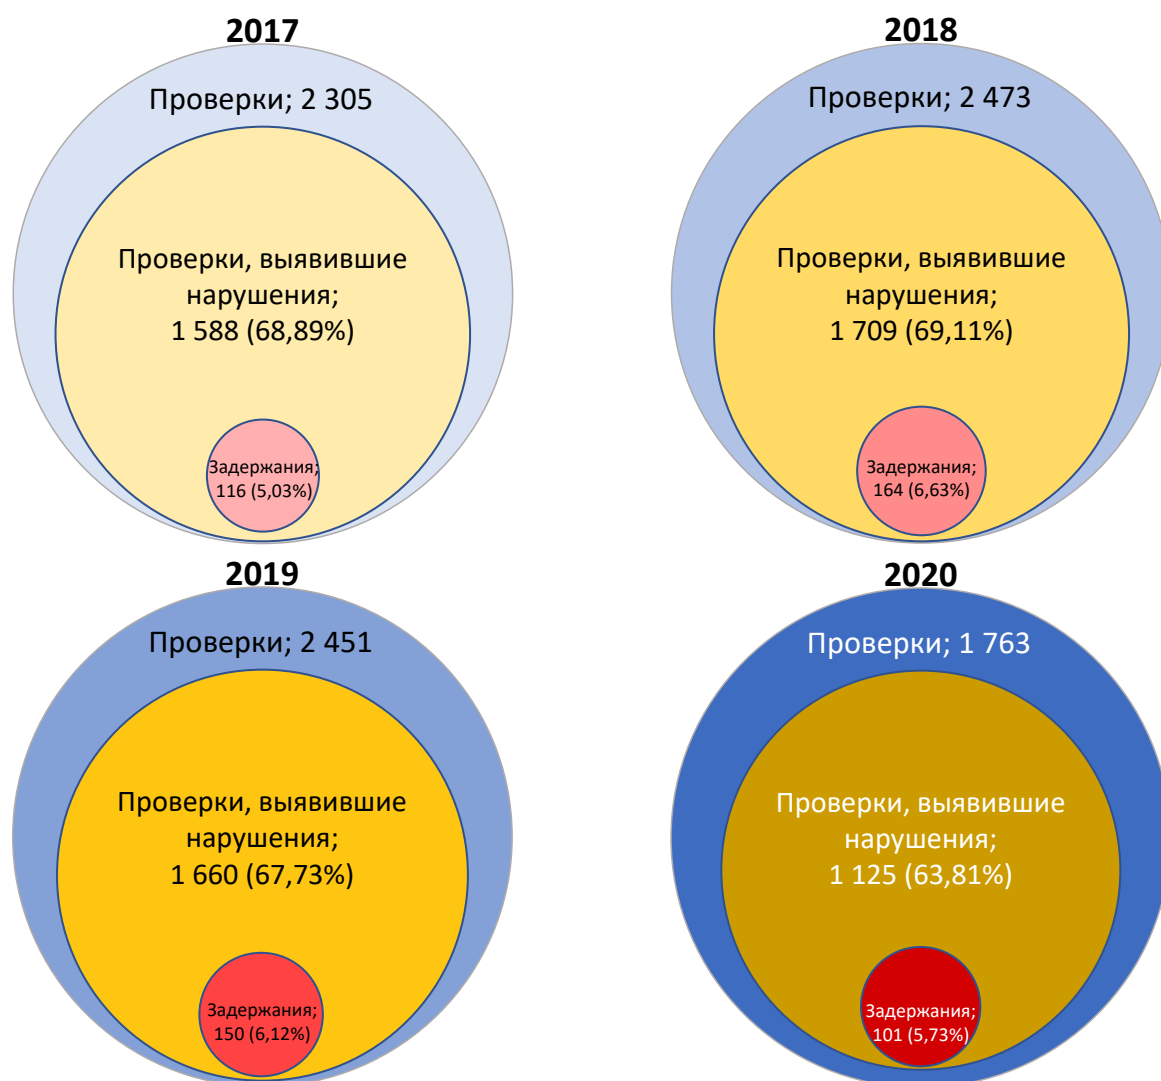 2017
Проверки; 2 305
Проверки, выявившие
нарушения;
1 588 (68,89%)
Задержания;
116 (5,03%)
2018
Проверки; 2 473
Проверки, выявившие
нарушения;
1 709 (69,11%)
Задержания;
164 (6,63%)
2019
Проверки; 2 451
Проверки, выявившие
нарушения;
1 660 (67,73%)
Задержания;
150 (6,12%)
2020
Проверки; 1 763
Проверки, выявившие
нарушения;
1 125 (63,81%)
Задержания;
101 (5,73%)